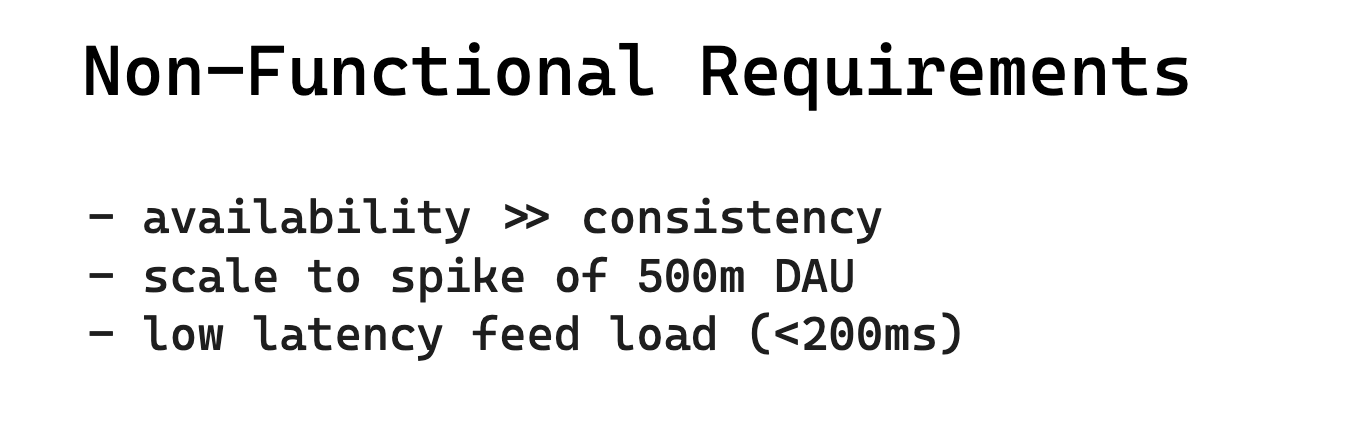 Non-Functional Requirements
- availability >> consistency
- scale to spike of 500m DAU
- low latency feed load (<200ms)